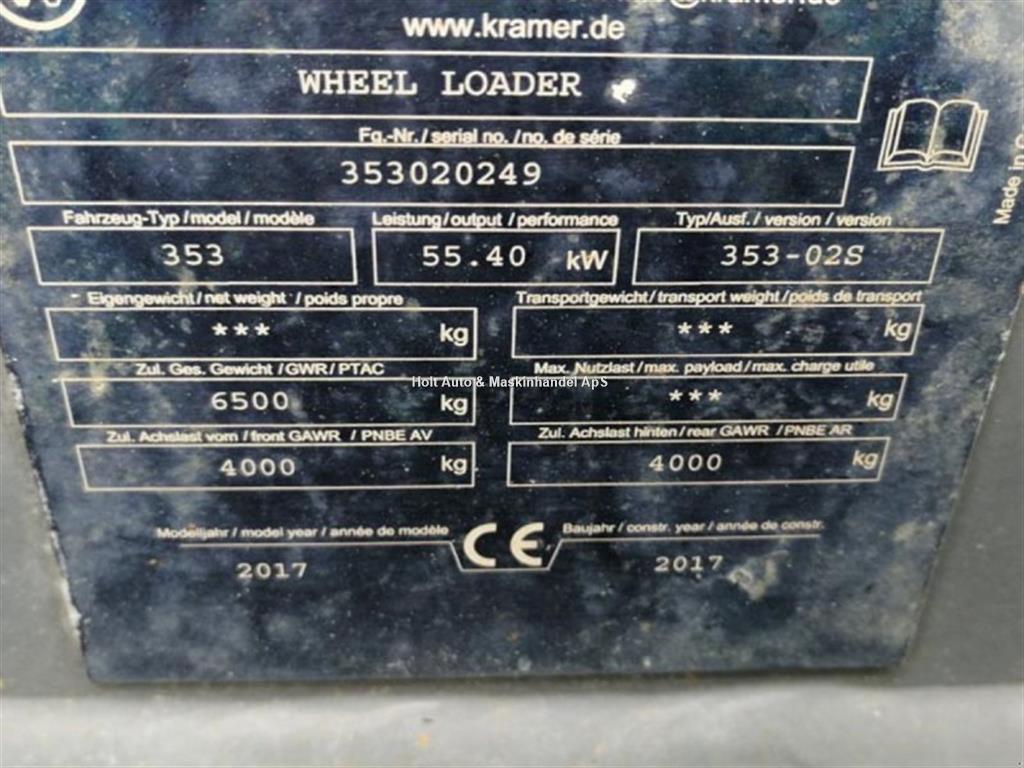 www.kramer.de
WHEEL LOADER
Fg.-Nr./serial no./no. de série
353020249
Fahrzeug-Typ/model/modèle Leistung/output/performance Typ/Ausf./version/version
353 55.40 kW 353-02S
Eigengewicht/net weight/poids propre Transportgewicht/transport weight/poids de transport
*** kg *** kg
Zul. Ges. Gewicht/GWR/PTAC Max. Nutzlast/max. payload/max. charge utile
Holt Auto & Maskinhandel ApS
6500 kg *** kg
Zul. Achslast vorn/front GAWR / PNBE AV Zul. Achslast hinten/rear GAWR / PNBE AR
4000 kg 4000 kg
Modelljahr/model year/année de modèle CE Baujahr/constr. year/année de constr.
2017 2017
Made in